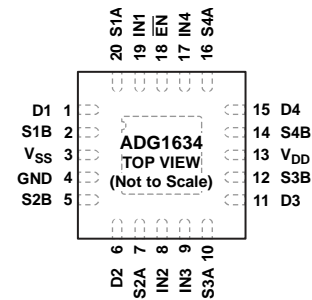 20 S1A
19 IN1
18 EN
17 IN4
16 S4A
D1 1
S1B 2
VSS 3
GND 4
S2B 5
ADG1634
TOP VIEW
(Not to Scale)
15 D4
14 S4B
13 VDD
12 S3B
11 D3
D2 6
S2A 7
IN2 8
IN3 9
S3A 10